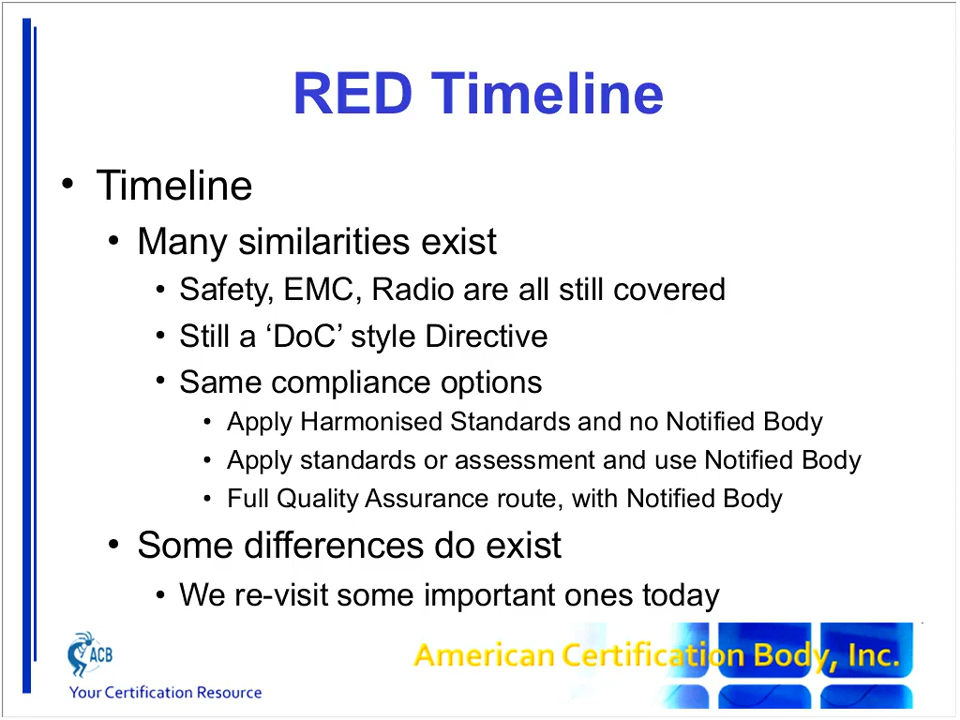 RED Timeline
• Timeline
• Many similarities exist
• Safety, EMC, Radio are all still covered
• Still a ‘DoC’ style Directive
• Same compliance options
• Apply Harmonised Standards and no Notified Body
• Apply standards or assessment and use Notified Body
• Full Quality Assurance route, with Notified Body
• Some differences do exist
• We re-visit some important ones today
ACB
American Certification Body, Inc.
Your Certification Resource